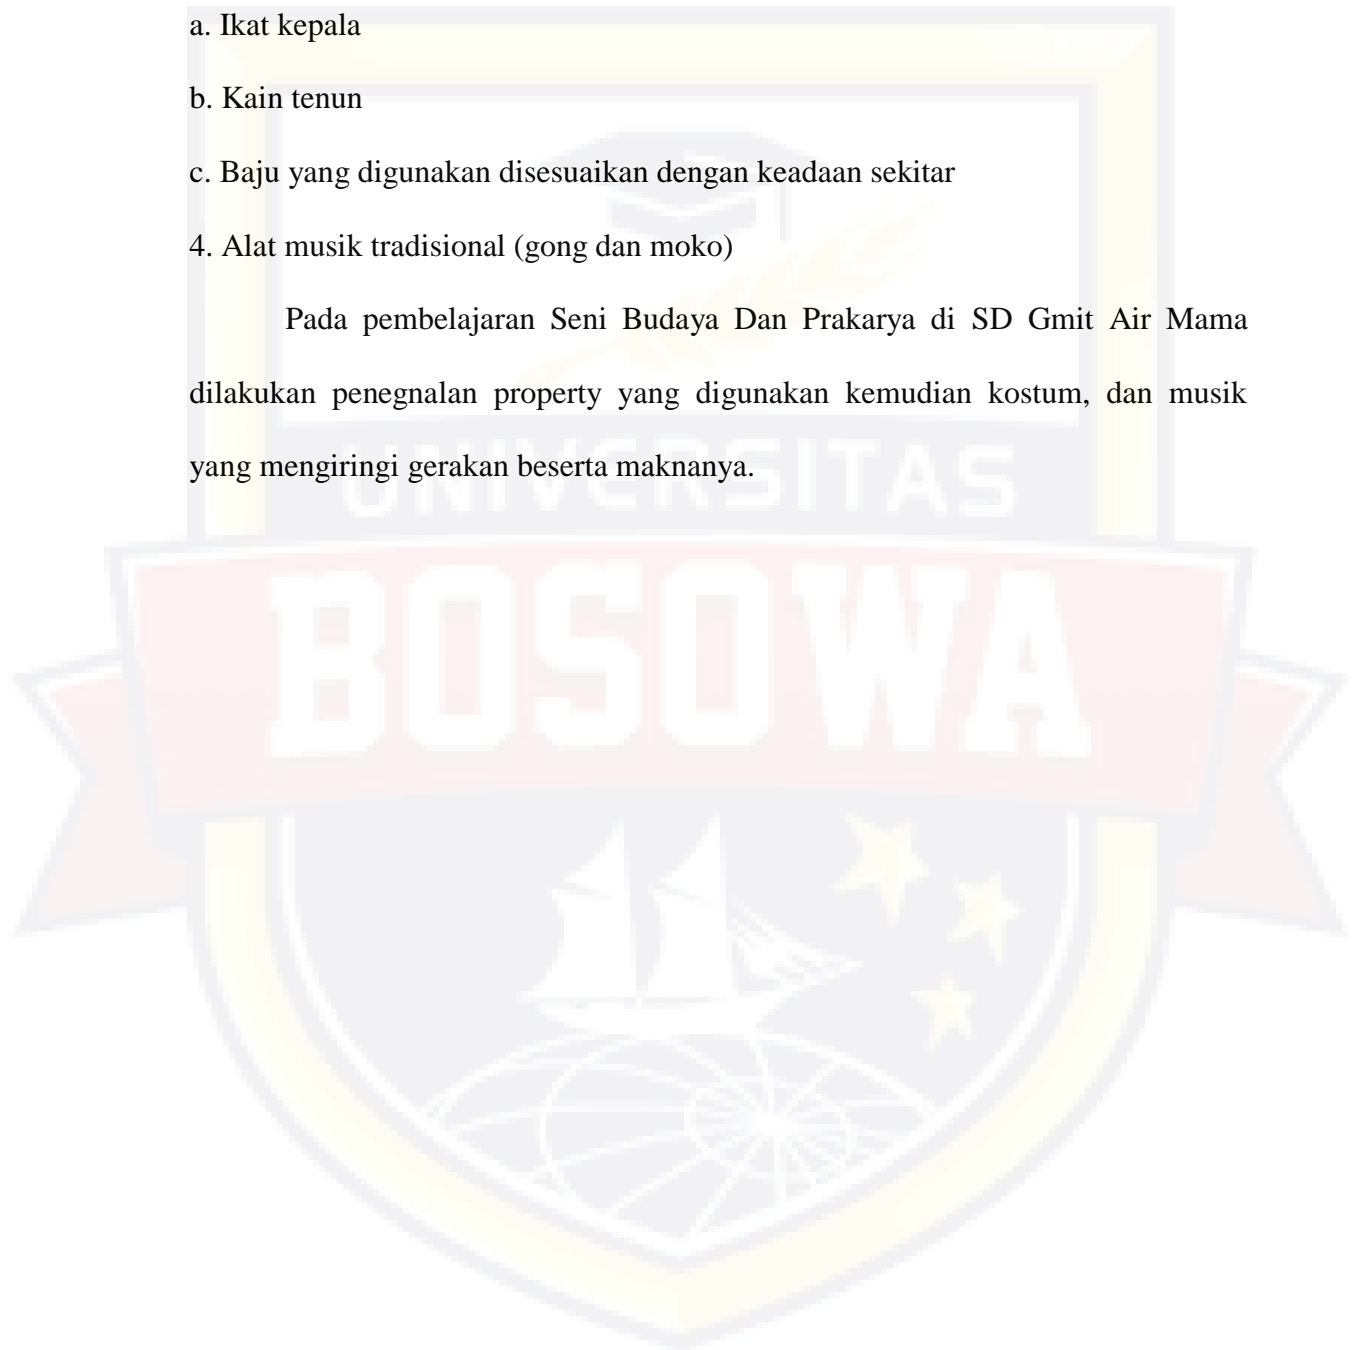 a. Ikat kepala
b. Kain tenun
c. Baju yang digunakan disesuaikan dengan keadaan sekitar
4. Alat musik tradisional (gong dan moko)
Pada pembelajaran Seni Budaya Dan Prakarya di SD Gmit Air Mama
dilakukan penegnalan property yang digunakan kemudian kostum, dan musik
yang mengiringi gerakan beserta maknanya.
UNIVERSITAS
BOSOWA